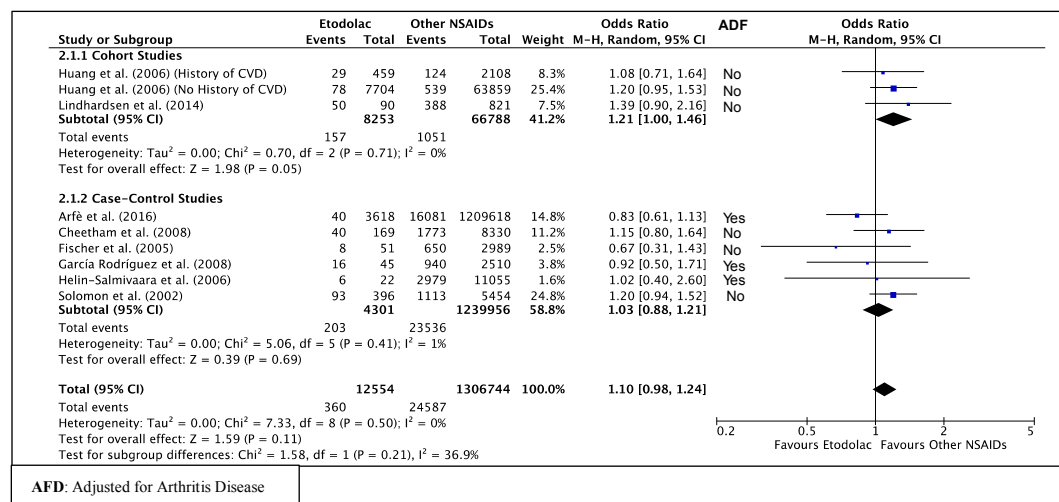 Etodolac Other NSAIDs Odds Ratio ADF Odds Ratio
Study or Subgroup Events Total Events Total Weight M-H, Random, 95% CI M-H, Random, 95% CI
2.1.1 Cohort Studies
Huang et al. (2006) (History of CVD) 29 459 124 2108 8.3% 1.08 [0.71, 1.64] No
Huang et al. (2006) (No History of CVD) 78 7704 539 63859 25.4% 1.20 [0.95, 1.53] No
Lindhardsen et al. (2014) 50 90 388 821 7.5% 1.39 [0.90, 2.16] No
Subtotal (95% CI) 8253 66788 41.2% 1.21 [1.00, 1.46]
Total events 157 1051
Heterogeneity: Tau² = 0.00; Chi² = 0.70, df = 2 (P = 0.71); I² = 0%
Test for overall effect: Z = 1.98 (P = 0.05)
2.1.2 Case-Control Studies
Arfè et al. (2016) 40 3618 16081 1209618 14.8% 0.83 [0.61, 1.13] Yes
Cheetham et al. (2008) 40 169 1773 8330 11.2% 1.15 [0.80, 1.64] No
Fischer et al. (2005) 8 51 650 2989 2.5% 0.67 [0.31, 1.43] No
García Rodríguez et al. (2008) 16 45 940 2510 3.8% 0.92 [0.50, 1.71] Yes
Helin-Salmivaara et al. (2006) 6 22 2979 11055 1.6% 1.02 [0.40, 2.60] Yes
Solomon et al. (2002) 93 396 1113 5454 24.8% 1.20 [0.94, 1.52] No
Subtotal (95% CI) 4301 1239956 58.8% 1.03 [0.88, 1.21]
Total events 203 23536
Heterogeneity: Tau² = 0.00; Chi² = 5.06, df = 5 (P = 0.41); I² = 1%
Test for overall effect: Z = 0.39 (P = 0.69)
Total (95% CI) 12554 1306744 100.0% 1.10 [0.98, 1.24]
Total events 360 24587
Heterogeneity: Tau² = 0.00; Chi² = 7.33, df = 8 (P = 0.50); I² = 0%
Test for overall effect: Z = 1.59 (P = 0.11)
Test for subgroup differences: Chi² = 1.58, df = 1 (P = 0.21), I² = 36.9%
0.2 0.5 1 2 5
Favours Etodolac Favours Other NSAIDs
AFD: Adjusted for Arthritis Disease